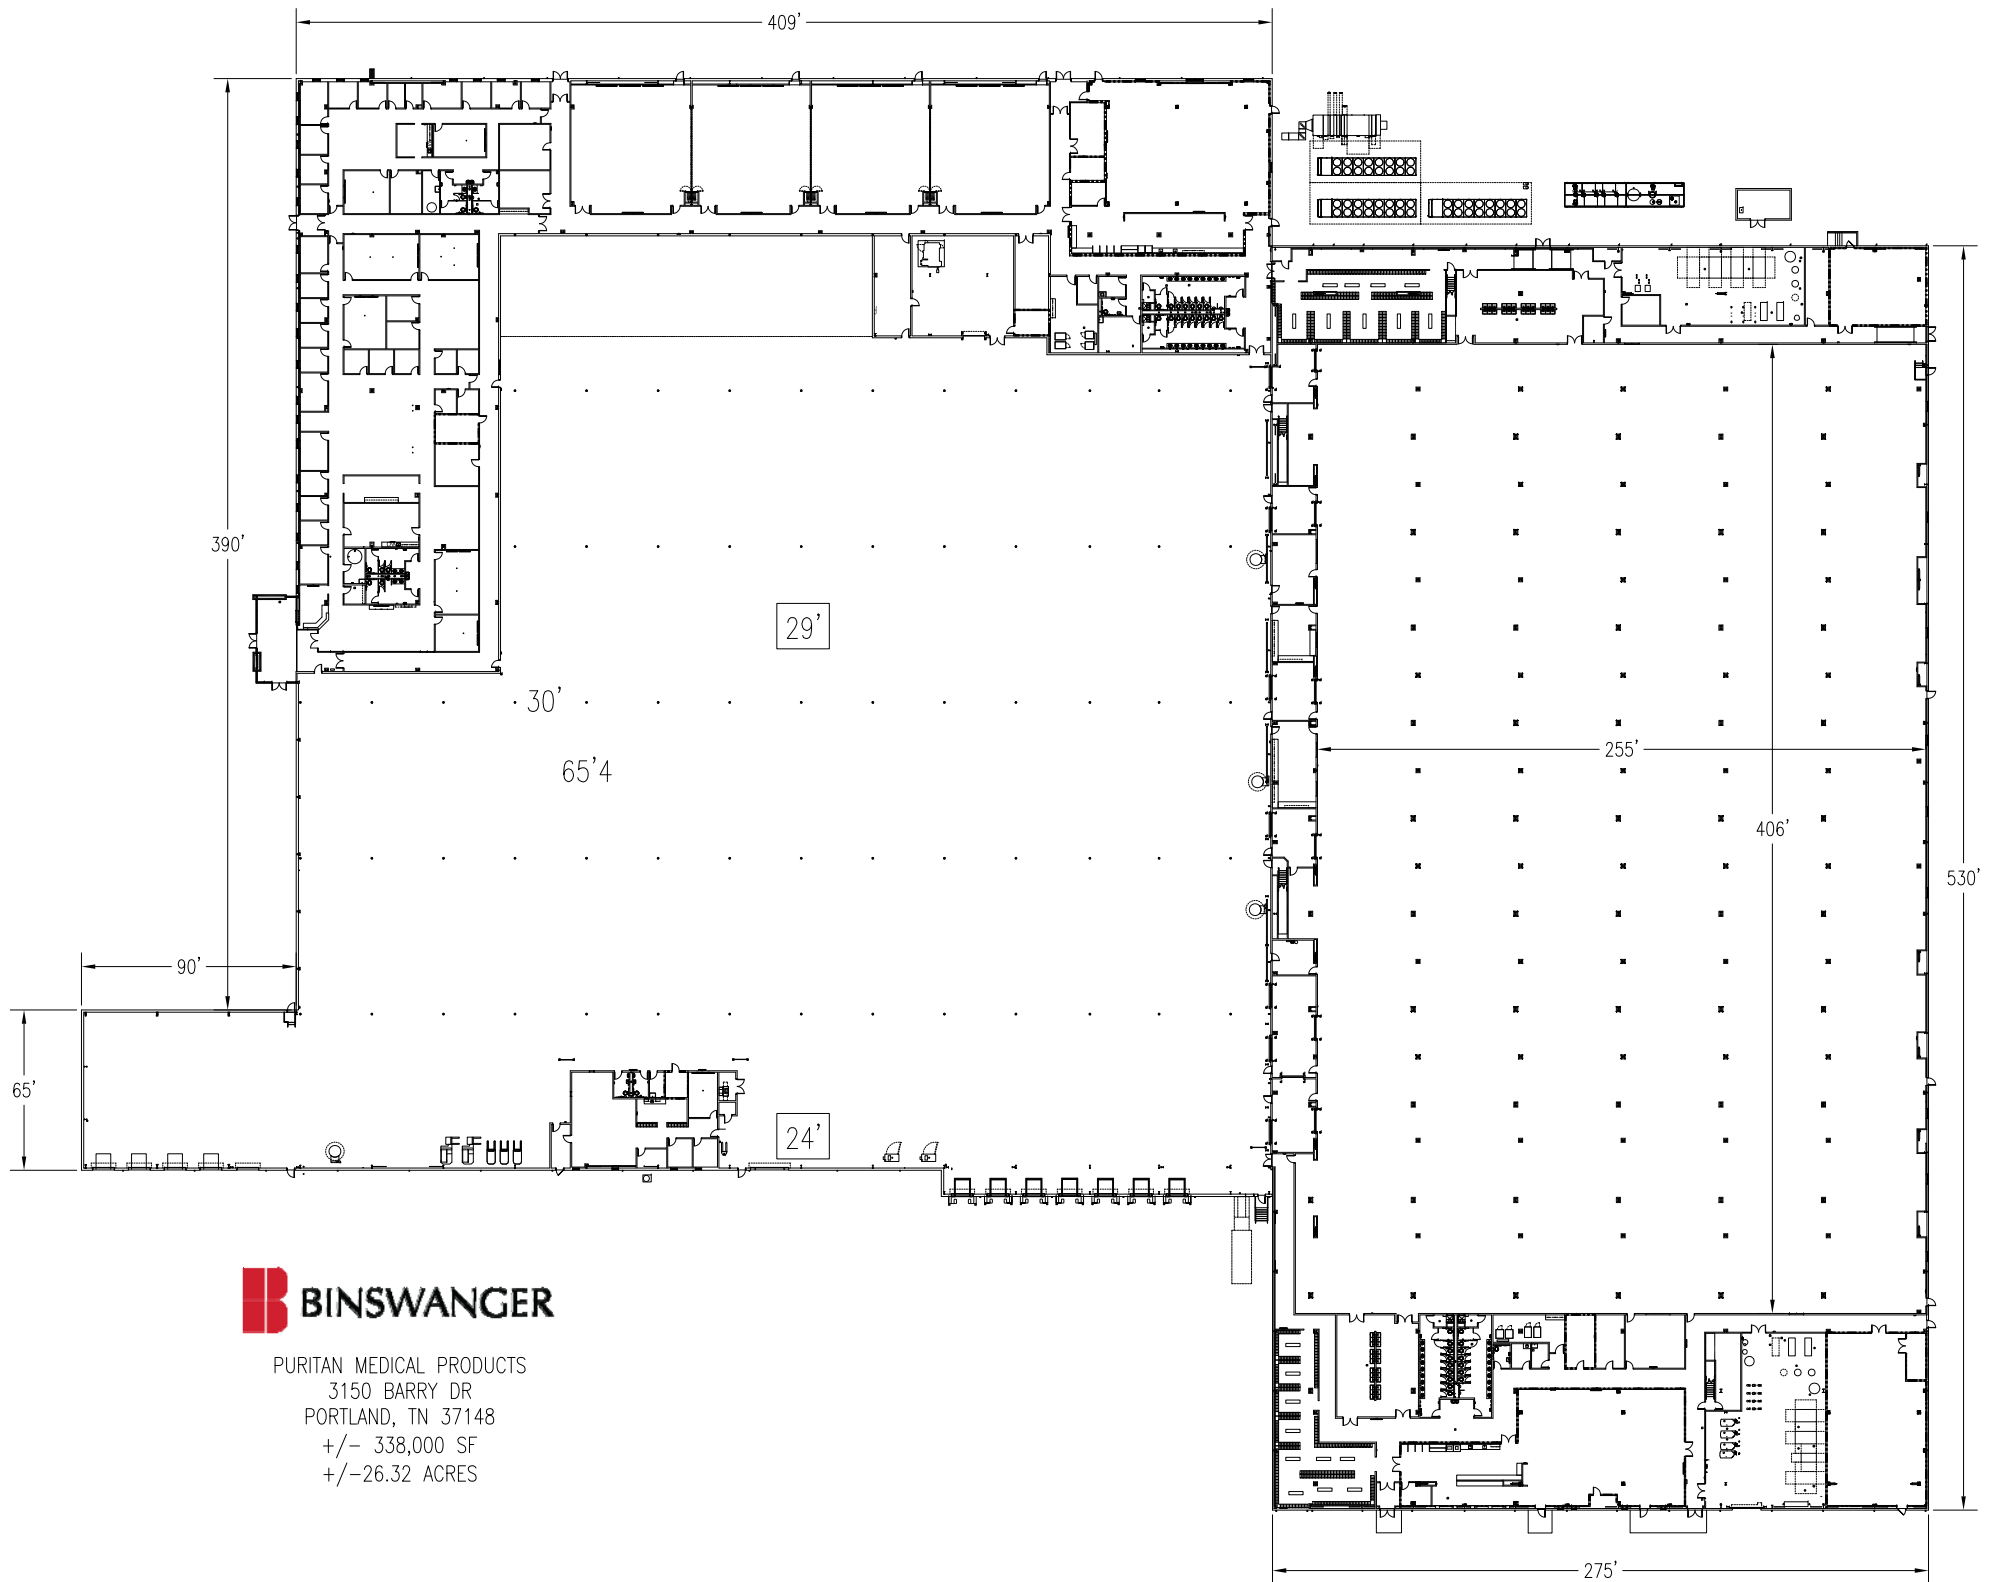 409'
390'
29'
30'
65'4
255'
406'
530'
90'
65'
24'
BINSWANGER
PURITAN MEDICAL PRODUCTS
3150 BARRY DR
PORTLAND, TN 37148
+/- 338,000 SF
+/-26.32 ACRES
275'